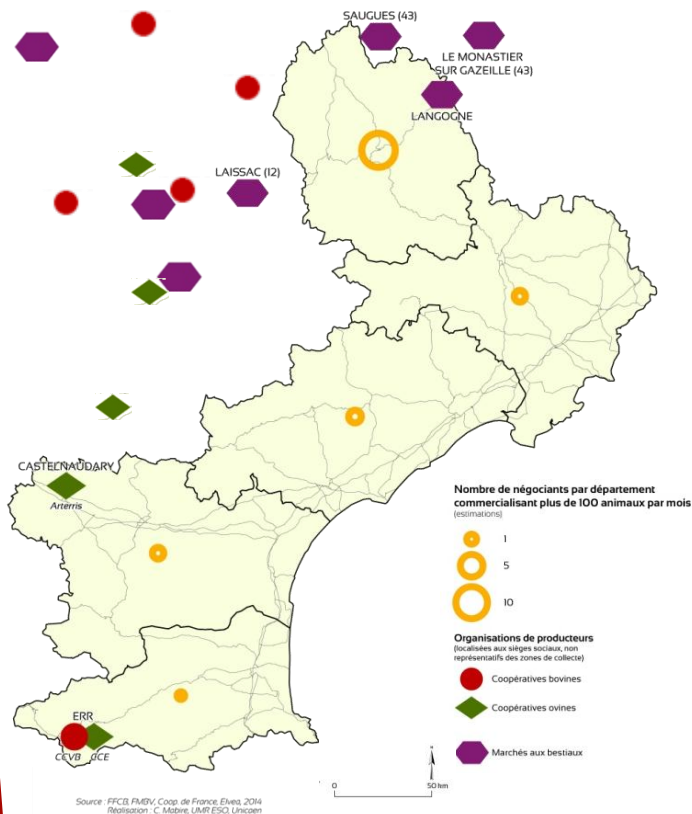 SAUGUES (43)
LE MONASTIER
SUR GAZEILLE (43)
LANGOGNE
LAISSAC (12)
CASTELNAUDARY
Arterris
ERR
CCVB CCE
Nombre de négociants par département
commercialisant plus de 100 animaux par mois
(estimations)
1
5
10
Organisations de producteurs
(localisées aux sièges sociaux, non
représentatifs des zones de collecte)
Coopératives bovines
Coopératives ovines
Marchés aux bestiaux
N
0 50 km
Source : FFCB, FMBV, Coop. de France, Elvea, 2014
Réalisation : C. Mabire, UMR ESO, Unicaen